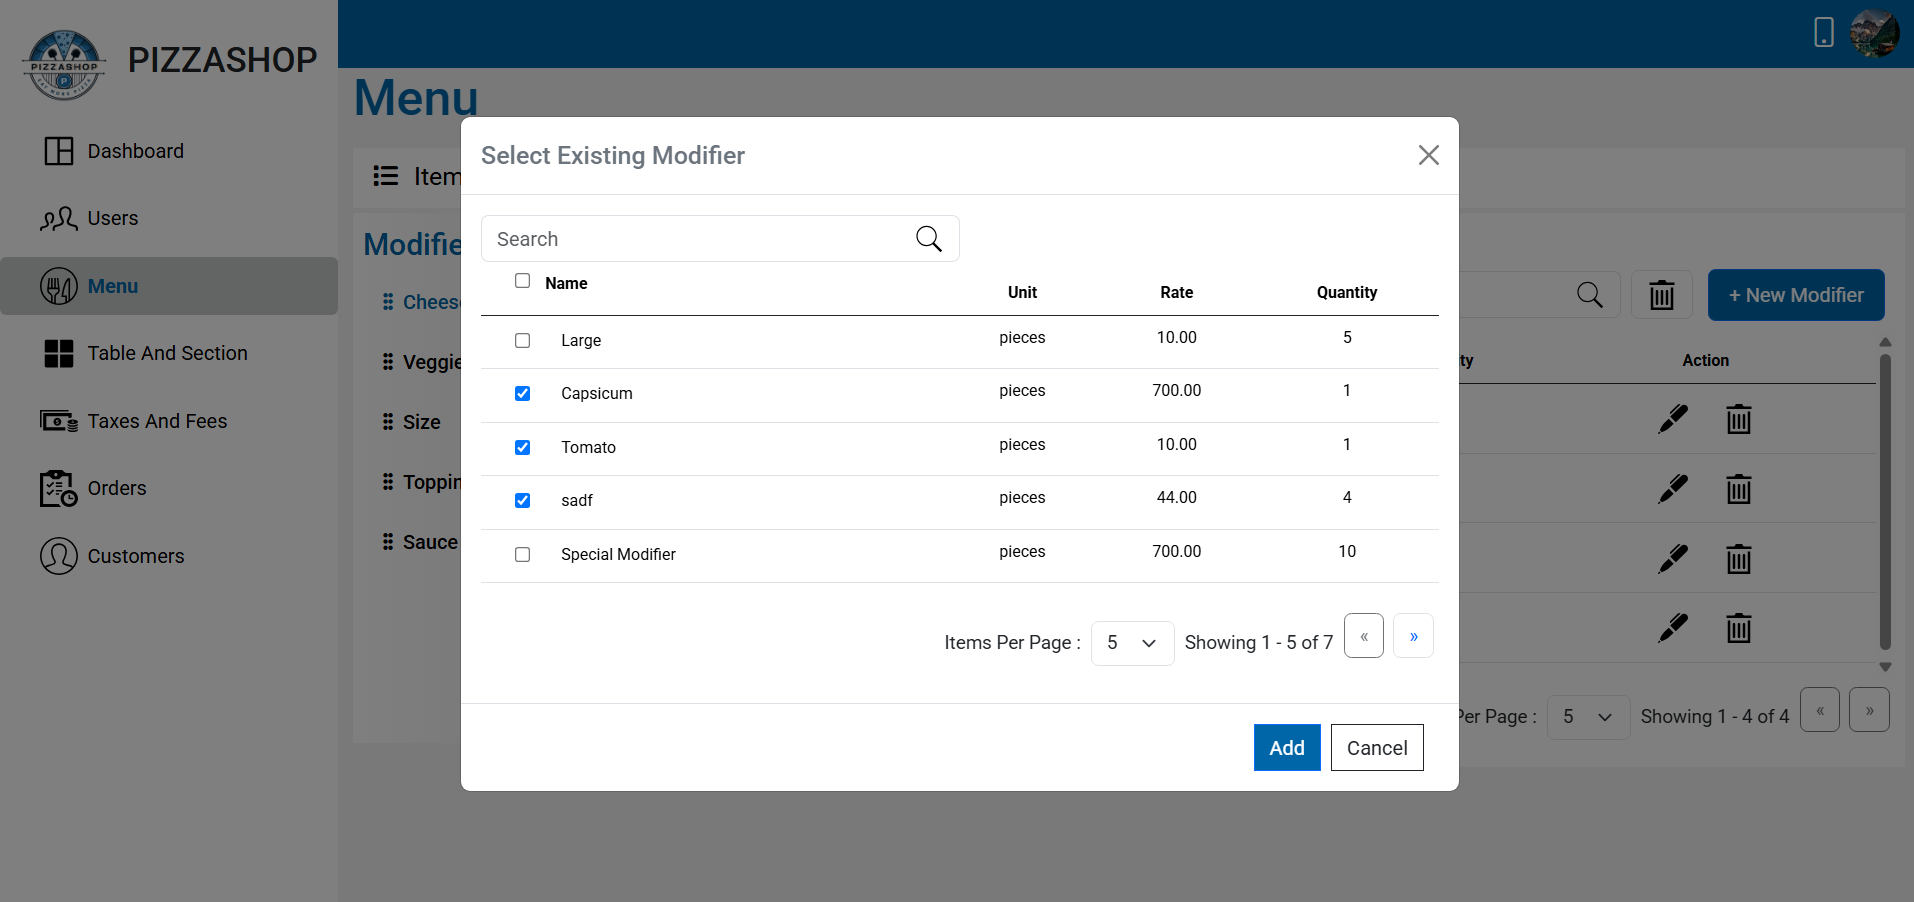 PIZZASHOP
PIZZASHOP
Dashboard
Users
Menu
Table And Section
Taxes And Fees
Orders
Customers
Menu
Item
Modifie
Cheese
Veggie
Size
Toppin
Sauce
+ New Modifier
ty
Action
Per Page :
5
Showing 1 - 4 of 4
«
»
Select Existing Modifier
Search
Name
Unit
Rate
Quantity
Large
pieces
10.00
5
Capsicum
pieces
700.00
1
Tomato
pieces
10.00
1
sadf
pieces
44.00
4
Special Modifier
pieces
700.00
10
Items Per Page :
5
Showing 1 - 5 of 7
«
»
Add
Cancel